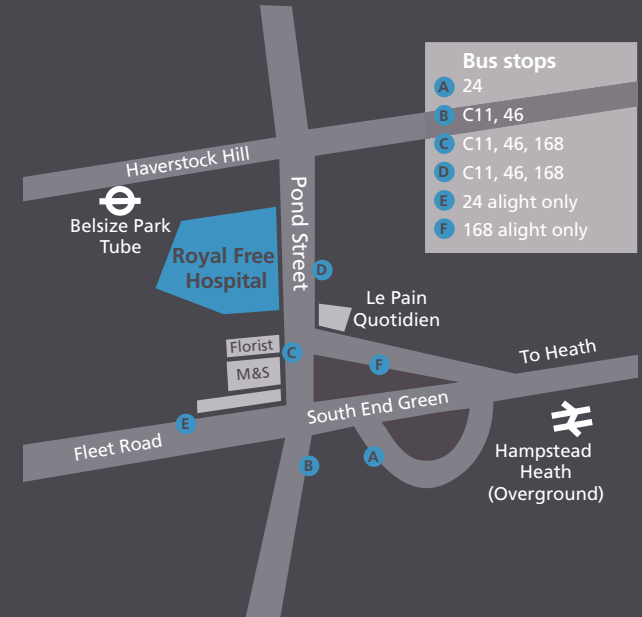 Bus stops
A 24
B C11, 46
C C11, 46, 168
D C11, 46, 168
E 24 alight only
F 168 alight only
Haverstock Hill
Belsize Park
Tube
Pond Street
Royal Free
Hospital
D
Le Pain
Quotidien
Florist
C
M&S
F
To Heath
South End Green
E
Fleet Road
B
A
Hampstead
Heath
(Overground)